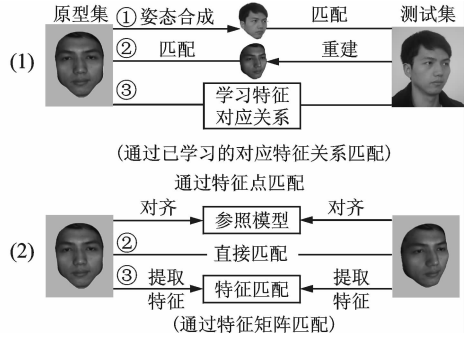 原型集 ①姿态合成 匹配 测试集
② 匹配 重建
(1)
③ 学习特征
对应关系
(通过已学习的对应特征关系匹配)
通过特征点匹配
对齐 参照模型 对齐
(2) ② 直接匹配
③ 提取 特征匹配 提取
特征 特征
(通过特征矩阵匹配)